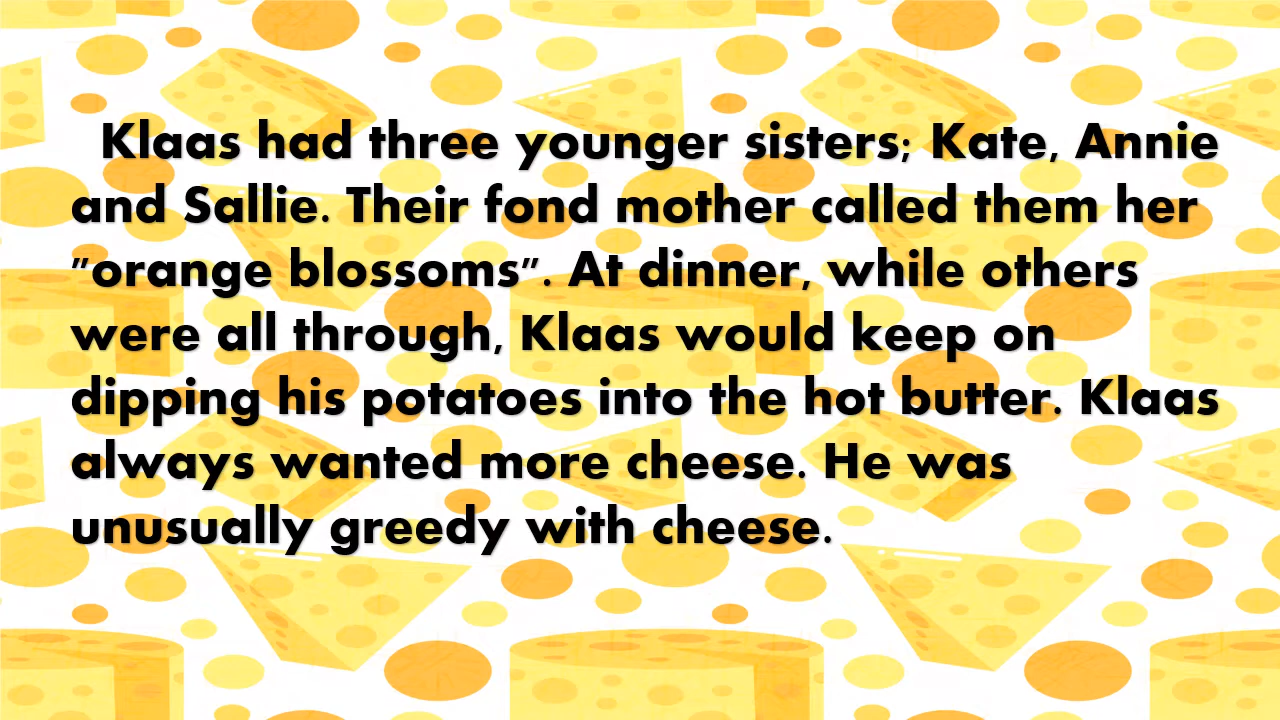 Klaas had three younger sisters; Kate, Annie
and Sallie. Their fond mother called them her
"orange blossoms". At dinner, while others
were all through, Klaas would keep on
dipping his potatoes into the hot butter. Klaas
always wanted more cheese. He was
unusually greedy with cheese.